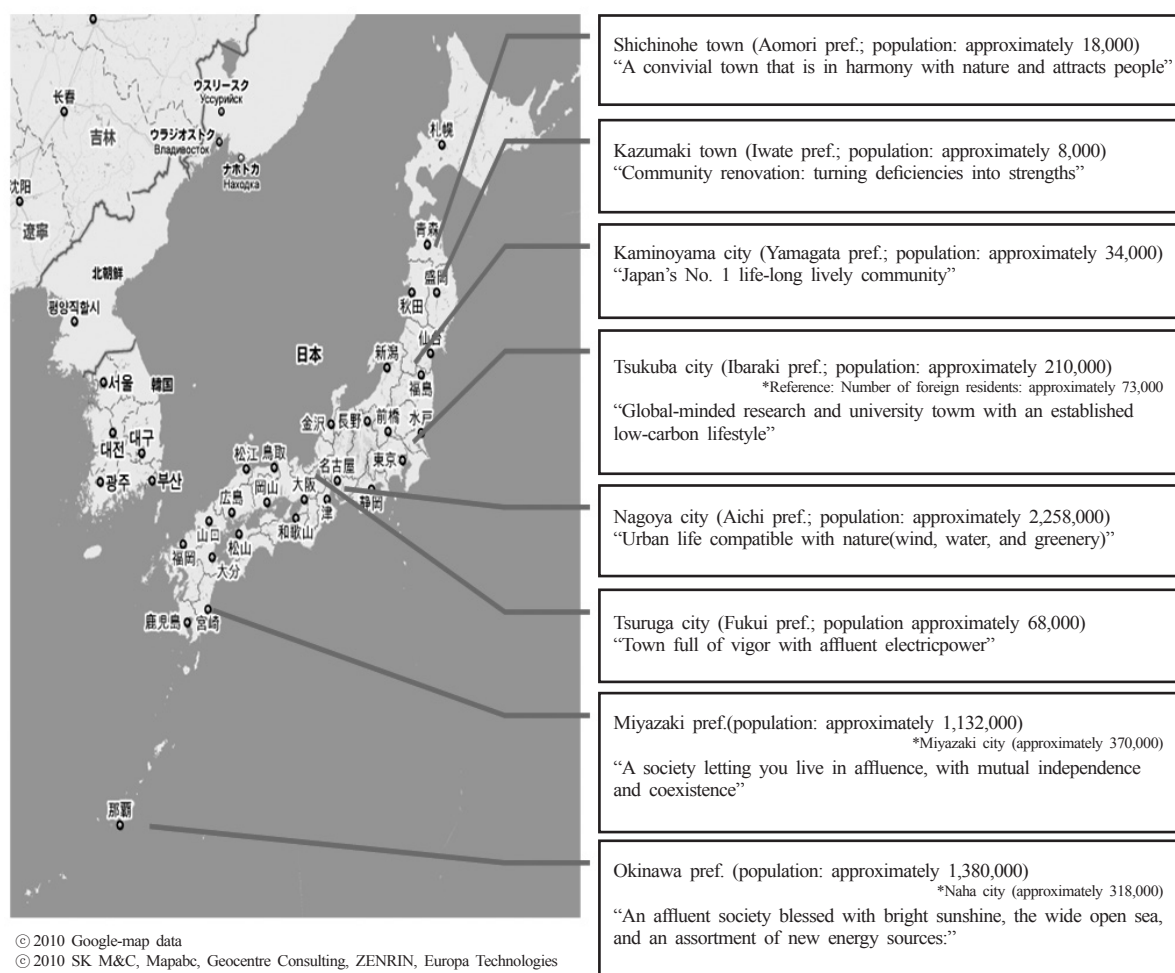 长春
吉林
沈阳
遼寧
ウスリースク
Уссурийск
ウラジオストク
Владивосток
ナホトカ
Находка
北朝鮮
평양직할시
서울
韓国
대전
대구
광주
부산
日本
札幌
青森
盛岡
秋田
仙台
新潟
福島
金沢
長野
前橋
水戸
松江
鳥取
名古屋
東京
広島
岡山
大阪
津
静岡
山口
松山
和歌山
福岡
大分
鹿児島
宮崎
那覇
Shichinohe town (Aomori pref.; population: approximately 18,000)
“A convivial town that is in harmony with nature and attracts people”
Kazumaki town (Iwate pref.; population: approximately 8,000)
“Community renovation: turning deficiencies into strengths”
Kaminoyama city (Yamagata pref.; population: approximately 34,000)
“Japan’s No. 1 life-long lively community”
Tsukuba city (Ibaraki pref.; population: approximately 210,000)
*Reference: Number of foreign residents: approximately 73,000
“Global-minded research and university towm with an established
low-carbon lifestyle”
Nagoya city (Aichi pref.; population: approximately 2,258,000)
“Urban life compatible with nature(wind, water, and greenery)”
Tsuruga city (Fukui pref.; population approximately 68,000)
“Town full of vigor with affluent electricpower”
Miyazaki pref.(population: approximately 1,132,000)
*Miyazaki city (approximately 370,000)
“A society letting you live in affluence, with mutual independence
and coexistence”
Okinawa pref. (population: approximately 1,380,000)
*Naha city (approximately 318,000)
“An affluent society blessed with bright sunshine, the wide open sea,
and an assortment of new energy sources:”
ⓒ 2010 Google-map data
ⓒ 2010 SK M&C, Mapabc, Geocentre Consulting, ZENRIN, Europa Technologies